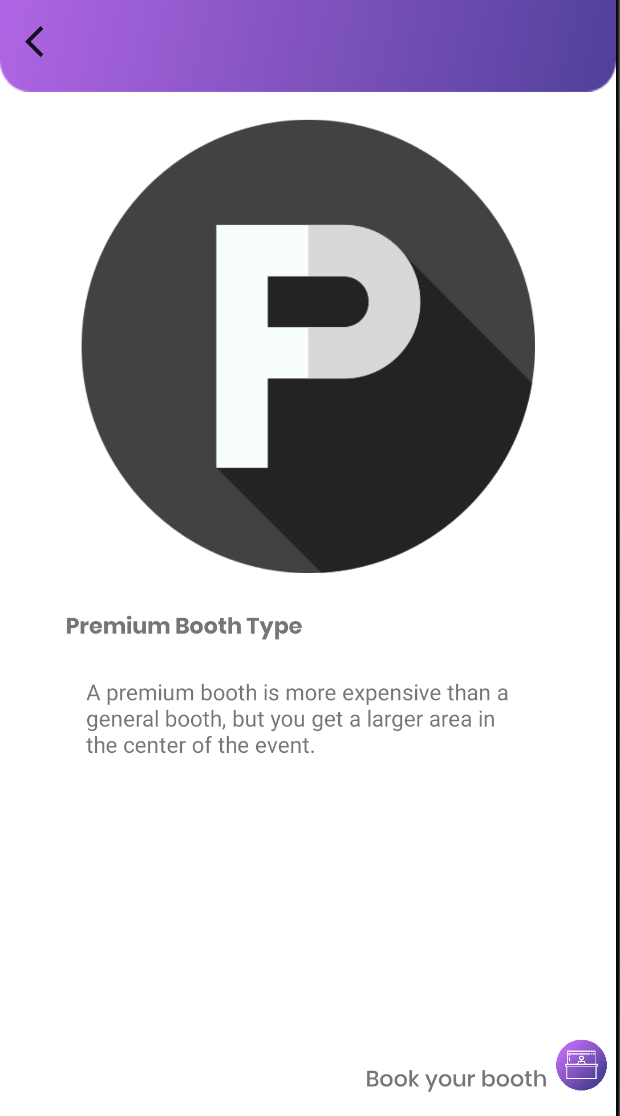 P
Premium Booth Type
A premium booth is more expensive than a
general booth, but you get a larger area in
the center of the event.
Book your booth